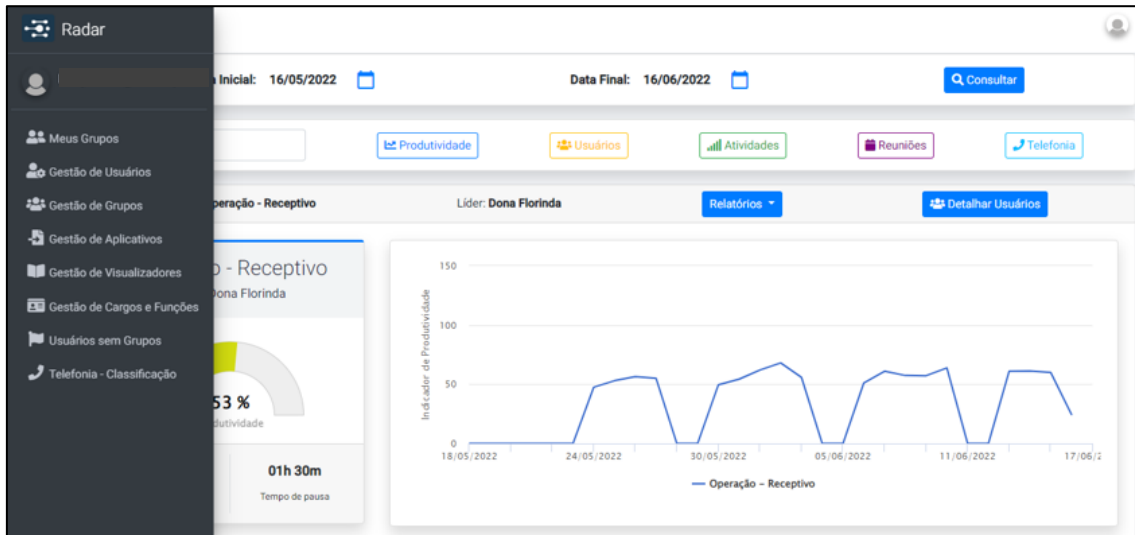 Radar
Inicial: 16/05/2022
Data Final: 16/06/2022
Consultar
Meus Grupos
Gestão de Usuários
Gestão de Grupos
Gestão de Aplicativos
Gestão de Visualizadores
Gestão de Cargos e Funções
Usuários sem Grupos
Telefonia - Classificação
Produtividade
Usuários
Atividades
Reuniões
Telefonia
peração - Receptivo
Líder: Dona Florinda
Relatórios
Detalhar Usuários
o - Receptivo
Dona Florinda
53 %
dutividade
01h 30m
Tempo de pausa
Indicador de Produtividade
150
100
50
0
18/05/2022
24/05/2022
30/05/2022
05/06/2022
11/06/2022
17/06/2
Operação – Receptivo